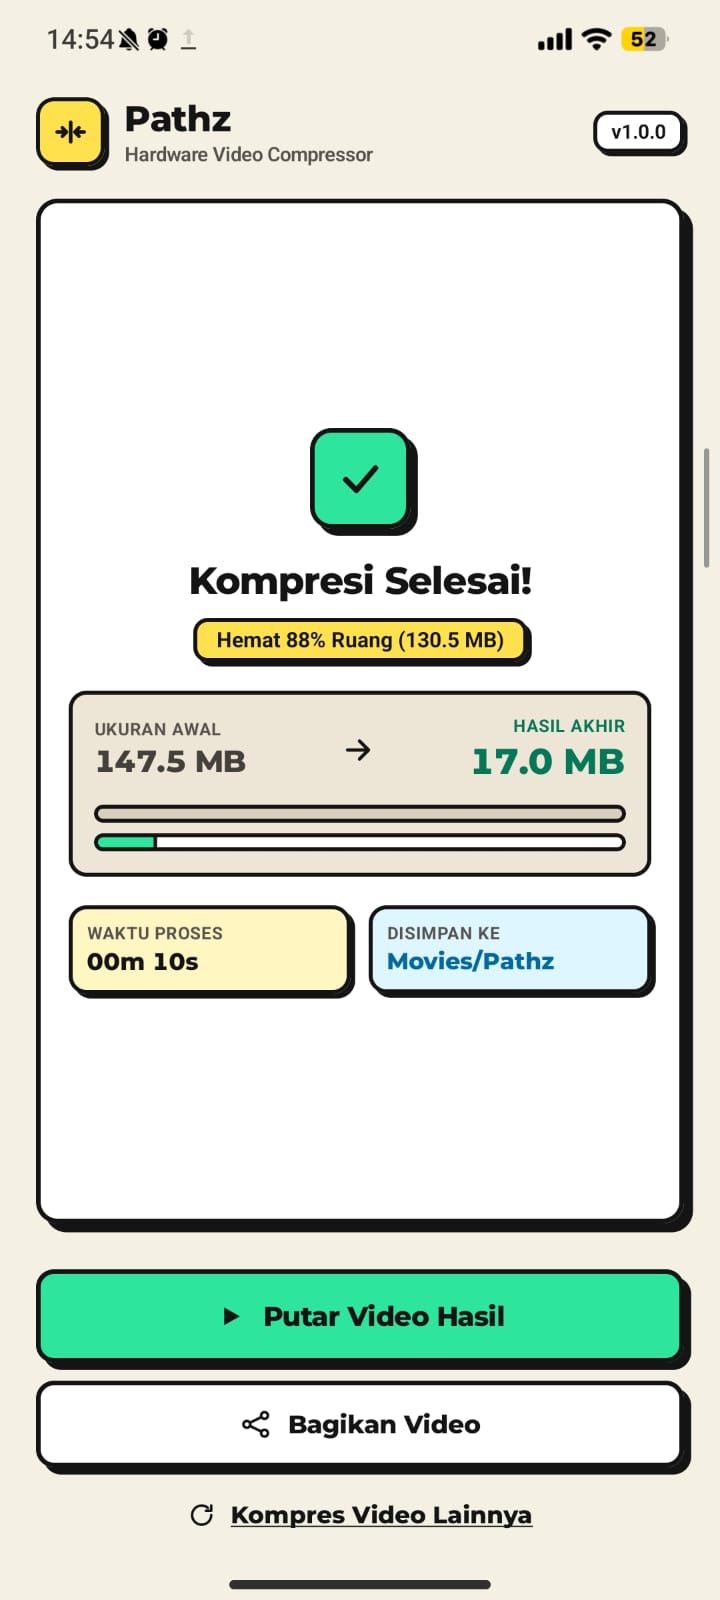 14:54
52
Pathz
Hardware Video Compressor
v1.0.0
Kompresi Selesai!
Hemat 88% Ruang (130.5 MB)
UKURAN AWAL
147.5 MB
HASIL AKHIR
17.0 MB
WAKTU PROSES
00m 10s
DISIMPAN KE
Movies/Pathz
Putar Video Hasil
Bagikan Video
Kompres Video Lainnya